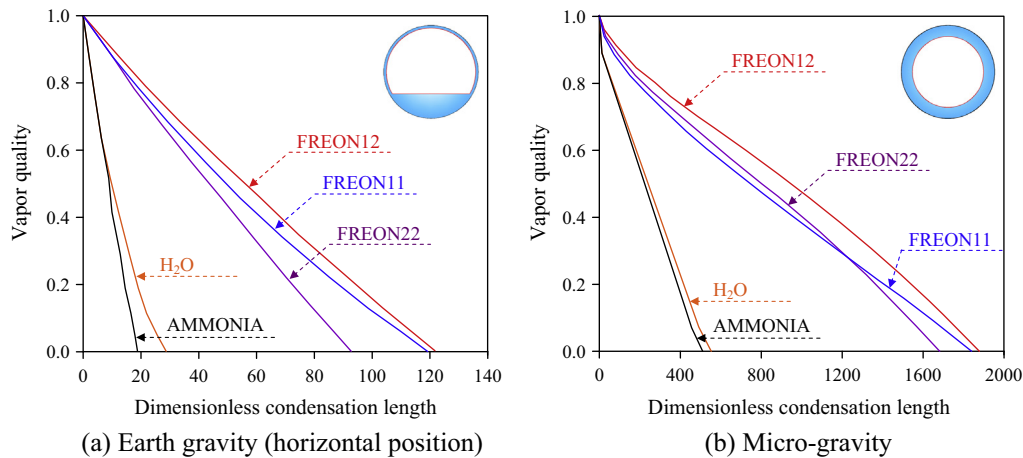 1.0
0.8
0.6
0.4
0.2
0.0
Vapor quality
FREON12
FREON11
FREON22
H₂O
AMMONIA
0 20 40 60 80 100 120 140
Dimensionless condensation length
(a) Earth gravity (horizontal position)
1.0
0.8
0.6
0.4
0.2
0.0
Vapor quality
FREON12
FREON22
FREON11
H₂O
AMMONIA
0 400 800 1200 1600 2000
Dimensionless condensation length
(b) Micro-gravity